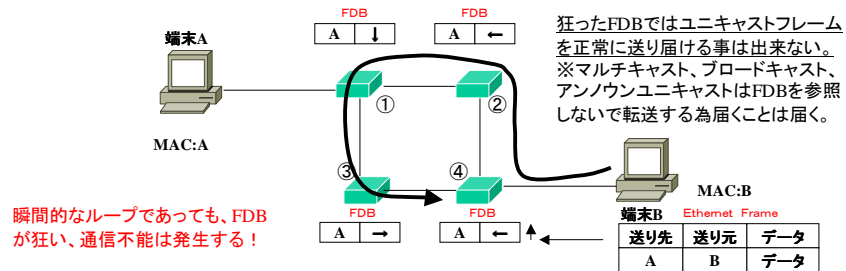 FDB
A ↓
FDB
A ←
端末A
MAC:A
①
②
③
④
狂ったFDBではユニキャストフレーム
を正常に送り届ける事は出来ない。
※マルチキャスト、ブロードキャスト、
アンノウンユニキャストはFDBを参照
しないで転送する為届くことは届く。
瞬間的なループであっても、FDB
が狂い、通信不能は発生する！
FDB
A →
FDB
A ←
MAC:B
端末B Ethernet Frame
送り先 送り元 データ
A B データ